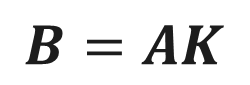 B = AK